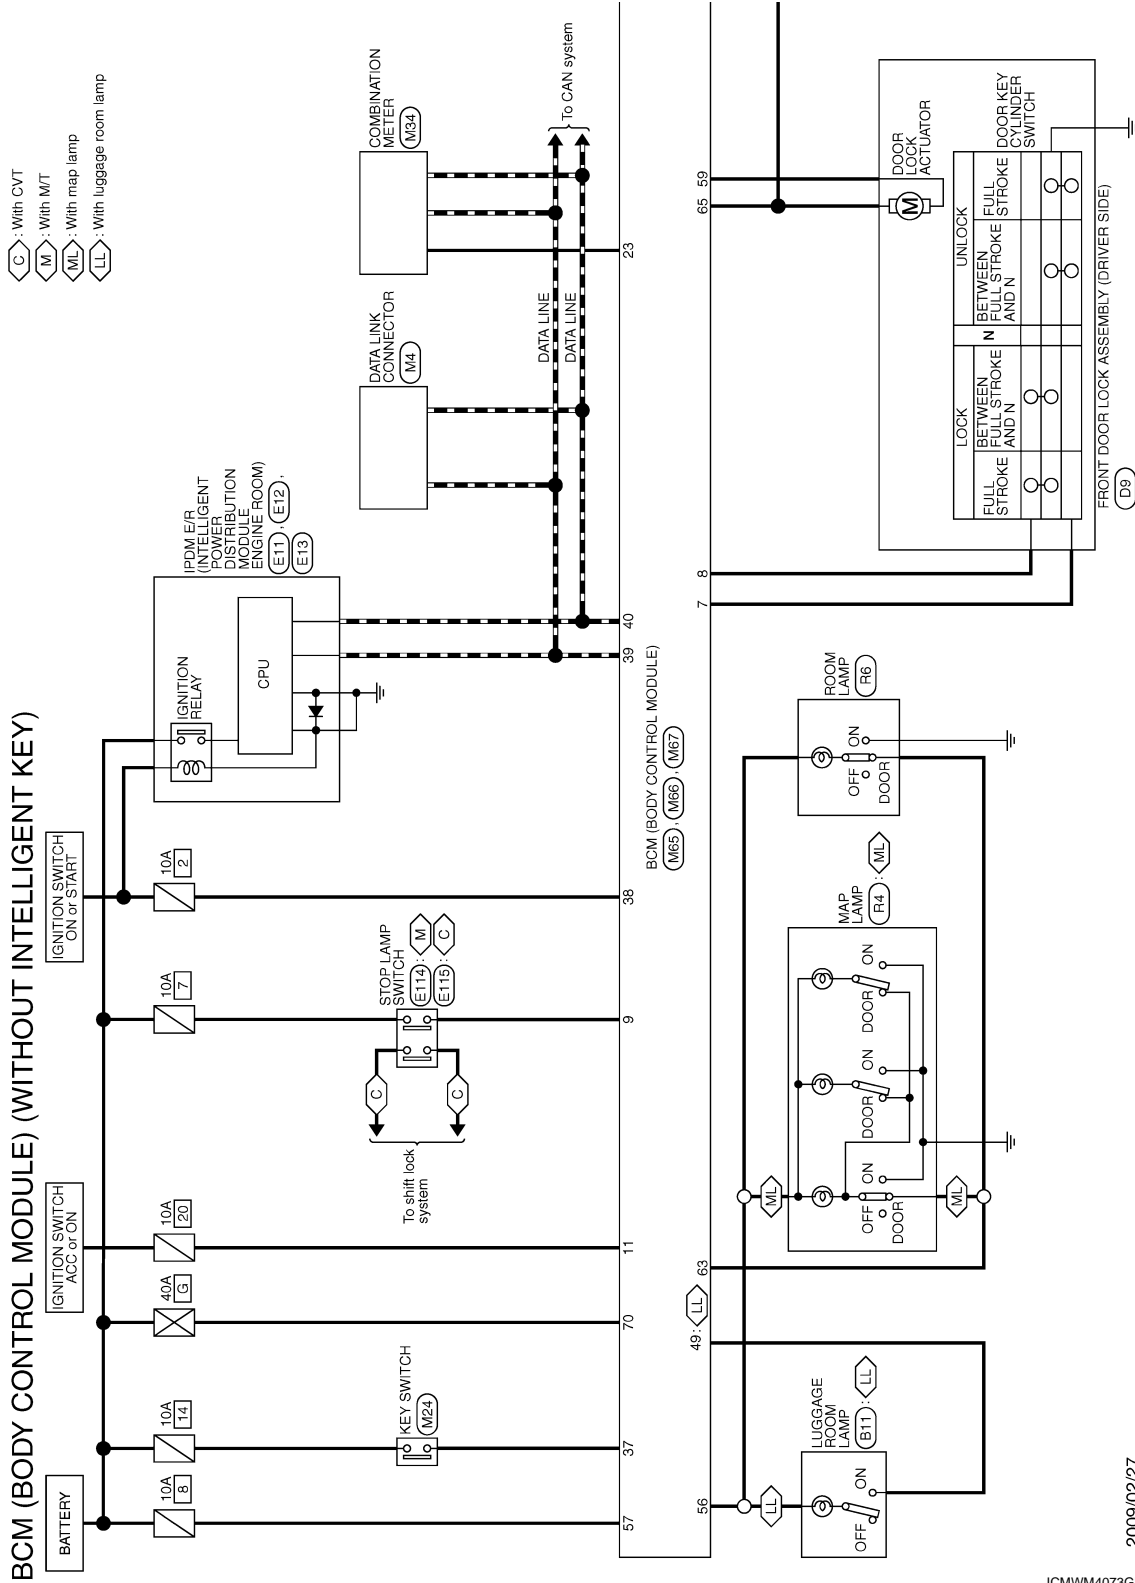 BCM (BODY CONTROL MODULE) (WITHOUT INTELLIGENT KEY)
C : With CVT
M : With M/T
ML : With map lamp
LL : With luggage room lamp
BATTERY
IGNITION SWITCH
ACC or ON
IGNITION SWITCH
ON or START
10A
8
10A
14
40A
G
10A
20
10A
7
10A
2
IGNITION
RELAY
CPU
IPDM E/R
(INTELLIGENT
POWER
DISTRIBUTION
MODULE
ENGINE ROOM)
E11 , E12 ,
E13
KEY SWITCH
M24
To shift lock
system
C
C
STOP LAMP
SWITCH
E114 : M
E115 : C
DATA LINK
CONNECTOR
M4
COMBINATION
METER
M34
DATA LINE
DATA LINE
To CAN system
57
37
70
11
9
38
39
40
23
BCM (BODY CONTROL MODULE)
M65 , M66 , M67
56
49 : LL
63
7
8
65
59
LL
LUGGAGE
ROOM
LAMP
B11 : LL
OFF
ON
ML
ML
MAP
LAMP
R4 : ML
OFF
ON
DOOR
DOOR
ON
DOOR
ON
ROOM
LAMP
R6
OFF
ON
DOOR
DOOR
LOCK
ACTUATOR
M
DOOR KEY
CYLINDER
SWITCH
LOCK
N
UNLOCK
FULL
STROKE
BETWEEN
FULL STROKE
AND N
BETWEEN
FULL STROKE
AND N
FULL
STROKE
FRONT DOOR LOCK ASSEMBLY (DRIVER SIDE)
D9
2009/02/27
JCMWM4073G